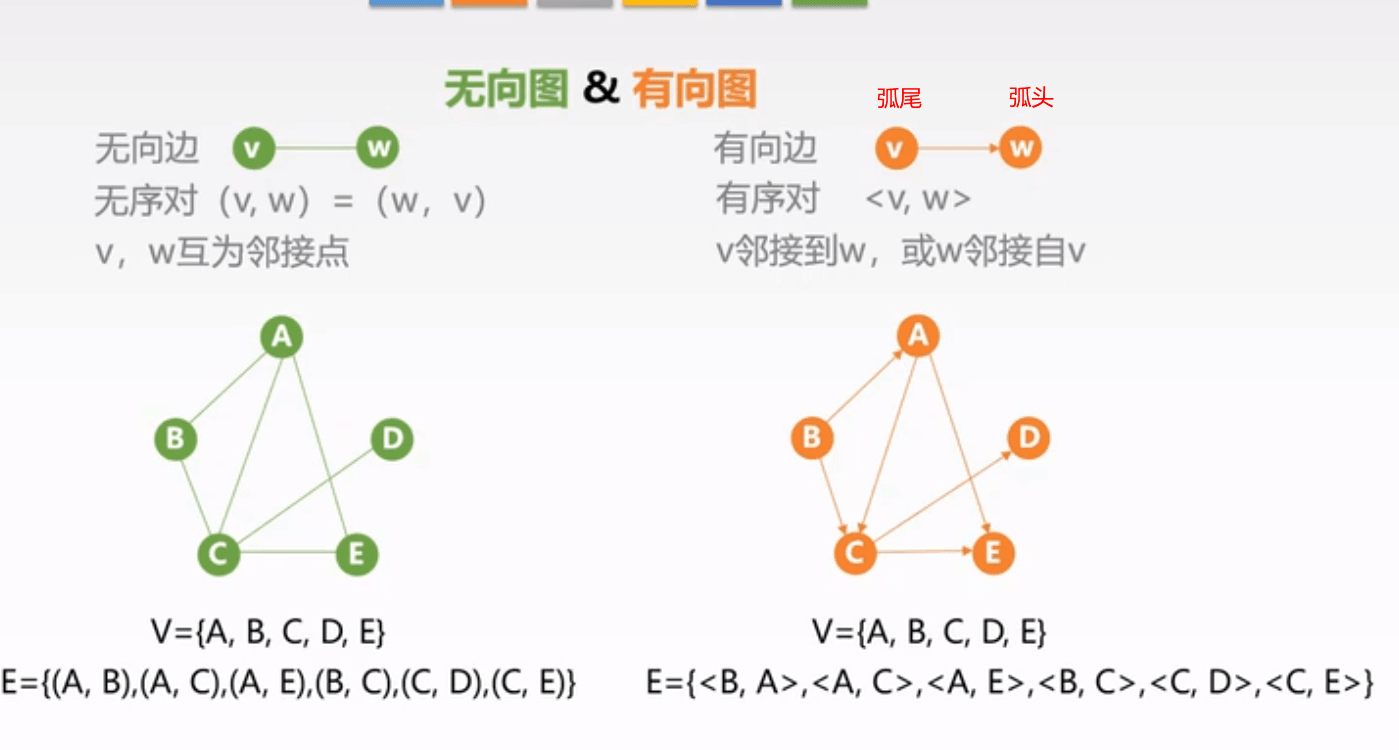 无向图 & 有向图
弧尾 弧头
无向边 v w
无序对（v, w）=（w，v）
v，w互为邻接点
有向边 v w
有序对 <v, w>
v邻接到w，或w邻接自v
A
B D
C E
V={A, B, C, D, E}
E={(A, B),(A, C),(A, E),(B, C),(C, D),(C, E)}
A
B D
C E
V={A, B, C, D, E}
E={<B, A>,<A, C>,<A, E>,<B, C>,<C, D>,<C, E>}